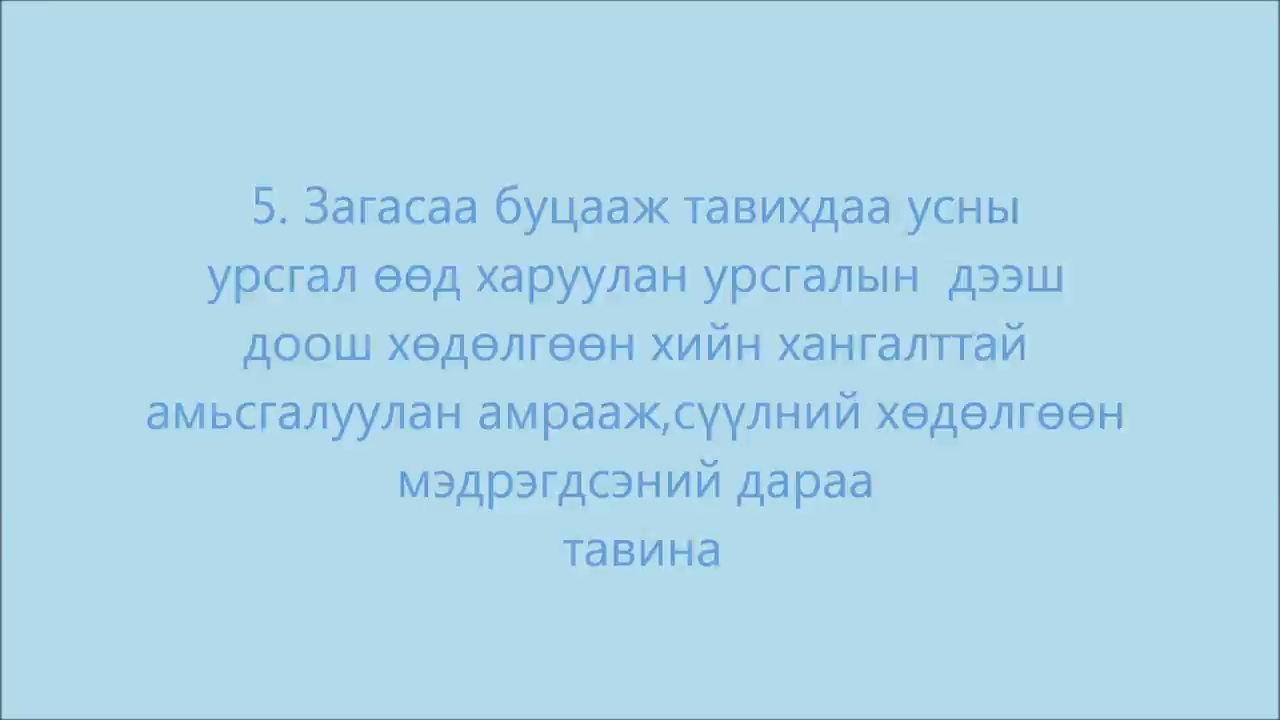 5. Загасаа буцааж тавихдаа усны
урсгал өөд харуулан урсгалын  дээш
доош хөдөлгөөн хийн хангалттай
амьсгалуулан амрааж,сүүлний хөдөлгөөн
мэдрэгдсэний дараа
тавина